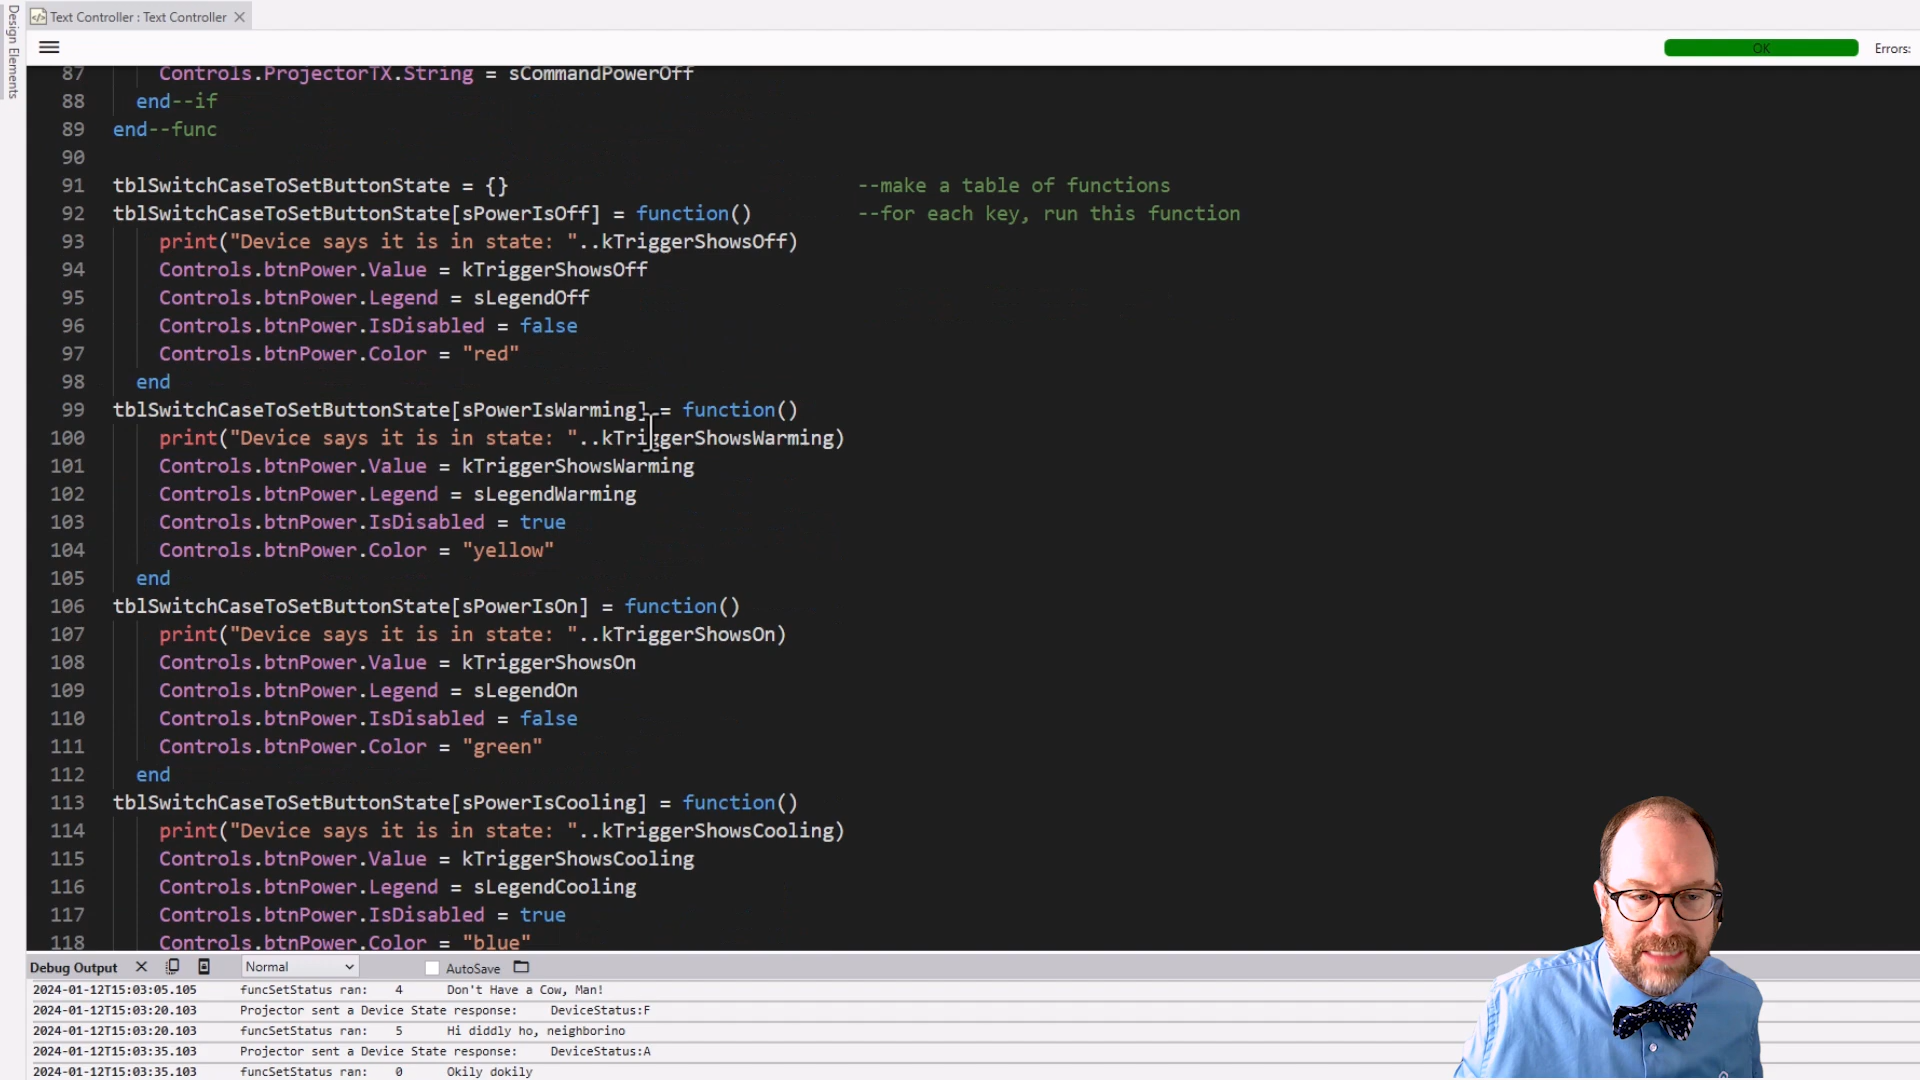 Design Elements
Text Controller : Text Controller
OK Errors:
87 Controls.ProjectorTX.String = sCommandPowerOff
88 end--if
89 end--func
90
91 tblSwitchCaseToSetButtonState = {} --make a table of functions
92 tblSwitchCaseToSetButtonState[sPowerIsOff] = function() --for each key, run this function
93 print("Device says it is in state: "..kTriggerShowsOff)
94 Controls.btnPower.Value = kTriggerShowsOff
95 Controls.btnPower.Legend = sLegendOff
96 Controls.btnPower.IsDisabled = false
97 Controls.btnPower.Color = "red"
98 end
99 tblSwitchCaseToSetButtonState[sPowerIsWarming] = function()
100 print("Device says it is in state: "..kTriggerShowsWarming)
101 Controls.btnPower.Value = kTriggerShowsWarming
102 Controls.btnPower.Legend = sLegendWarming
103 Controls.btnPower.IsDisabled = true
104 Controls.btnPower.Color = "yellow"
105 end
106 tblSwitchCaseToSetButtonState[sPowerIsOn] = function()
107 print("Device says it is in state: "..kTriggerShowsOn)
108 Controls.btnPower.Value = kTriggerShowsOn
109 Controls.btnPower.Legend = sLegendOn
110 Controls.btnPower.IsDisabled = false
111 Controls.btnPower.Color = "green"
112 end
113 tblSwitchCaseToSetButtonState[sPowerIsCooling] = function()
114 print("Device says it is in state: "..kTriggerShowsCooling)
115 Controls.btnPower.Value = kTriggerShowsCooling
116 Controls.btnPower.Legend = sLegendCooling
117 Controls.btnPower.IsDisabled = true
118 Controls.btnPower.Color = "blue"
Debug Output Normal AutoSave
2024-01-12T15:03:05.105 funcSetStatus ran: 4 Don't Have a Cow, Man!
2024-01-12T15:03:20.103 Projector sent a Device State response: DeviceStatus:F
2024-01-12T15:03:20.103 funcSetStatus ran: 5 Hi diddly ho, neighborino
2024-01-12T15:03:35.103 Projector sent a Device State response: DeviceStatus:A
2024-01-12T15:03:35.103 funcSetStatus ran: 0 Okily dokily